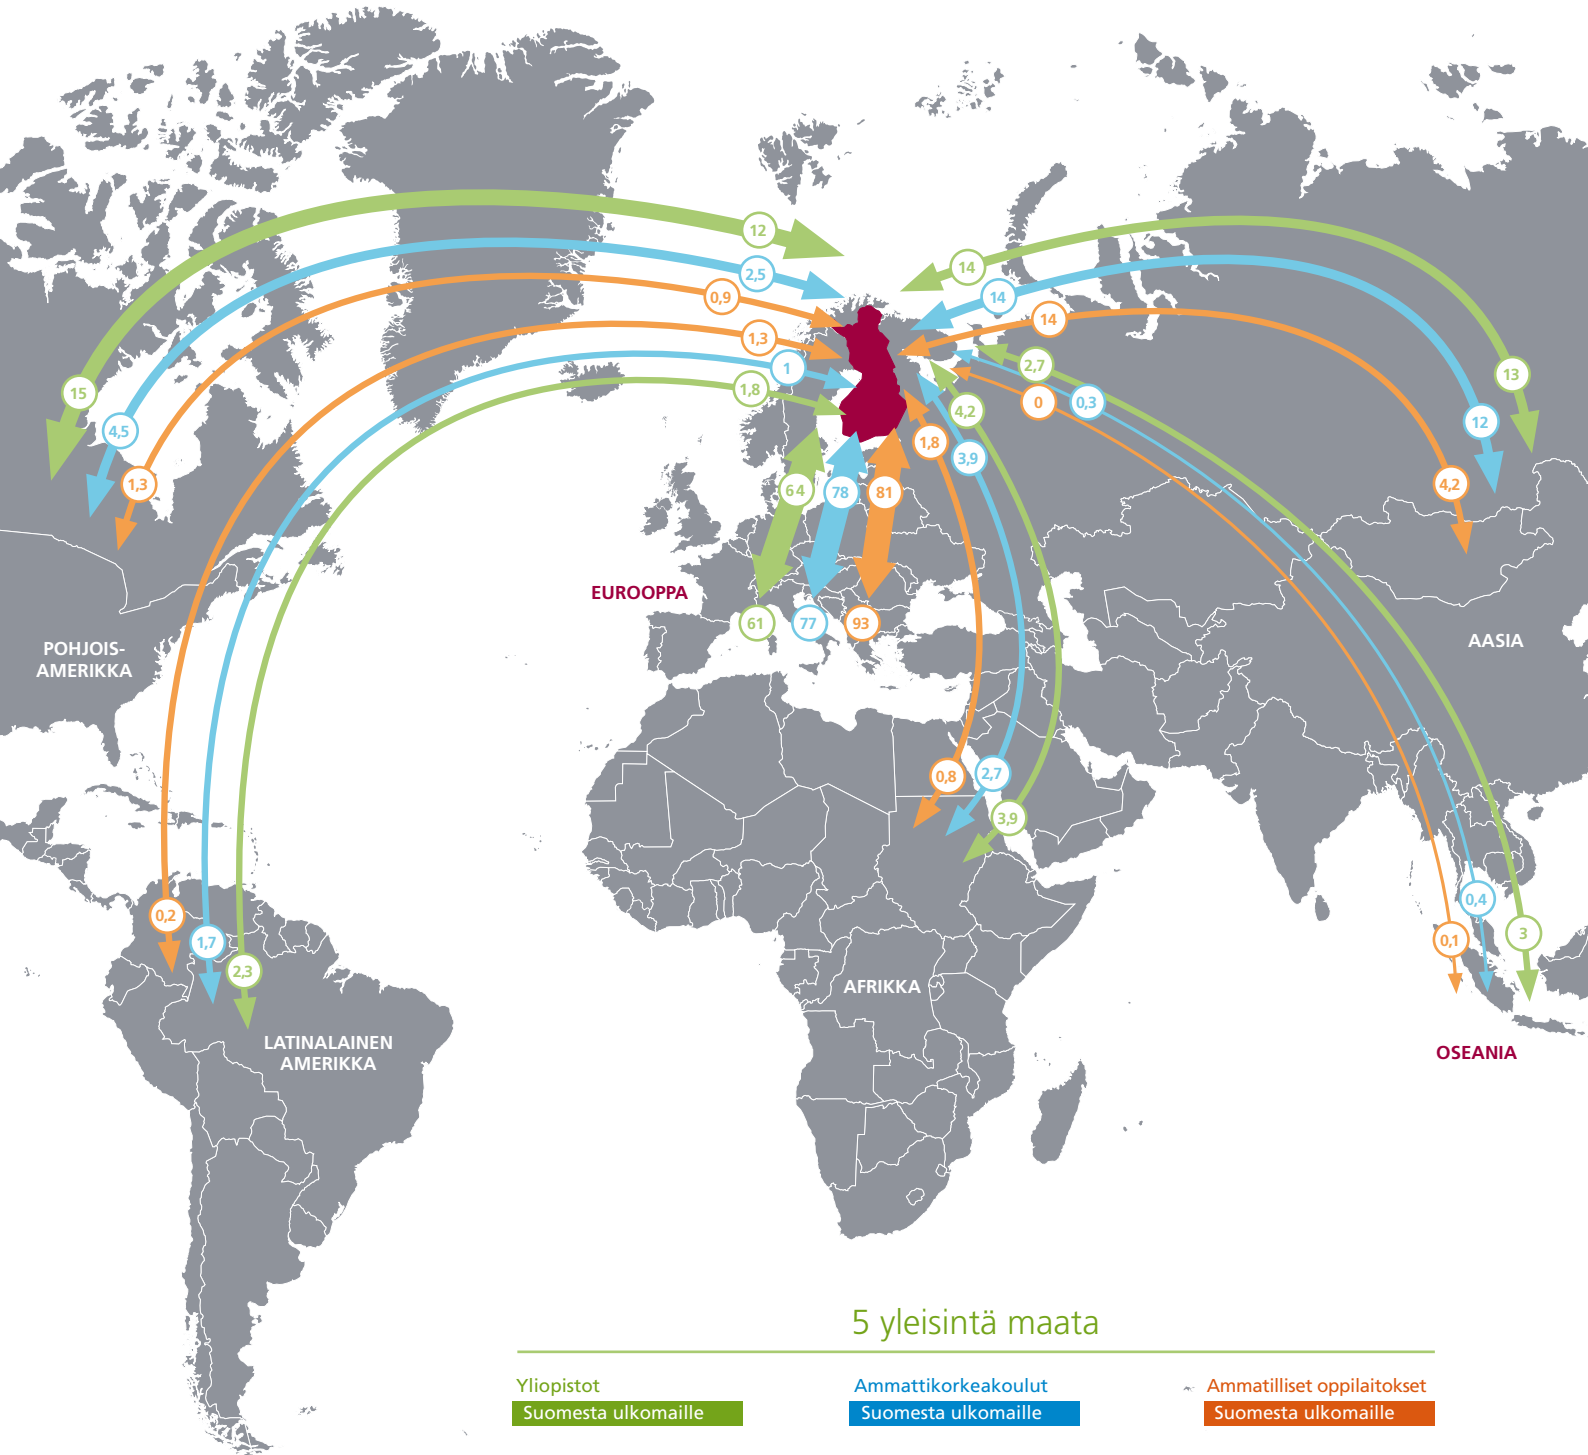 12
2,5
0,9
1,3
1
1,8
14
14
14
2,7
0
0,3
4,2
1,8
3,9
15
4,5
1,3
13
12
4,2
64
78
81
EUROOPPA
61
77
93
POHJOIS-
AMERIKKA
AASIA
0,8
2,7
3,9
0,2
1,7
2,3
0,4
0,1
3
AFRIKKA
LATINALAINEN
AMERIKKA
OSEANIA
5 yleisintä maata
Yliopistot
Suomesta ulkomaille
Ammattikorkeakoulut
Suomesta ulkomaille
Ammatilliset oppilaitokset
Suomesta ulkomaille